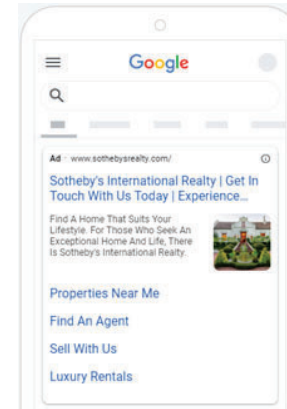 Google
Ad · www.sothebysrealty.com/
Sotheby's International Realty | Get In
Touch With Us Today | Experience...
Find A Home That Suits Your
Lifestyle. For Those Who Seek An
Exceptional Home And Life, There
Is Sotheby's International Realty.
Properties Near Me
Find An Agent
Sell With Us
Luxury Rentals